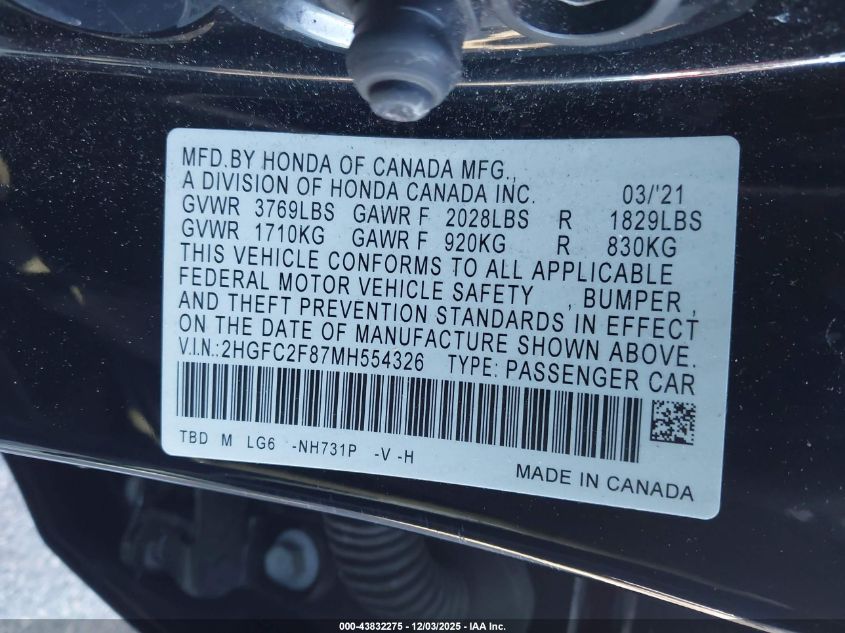 MFD.BY HONDA OF CANADA MFG.,
A DIVISION OF HONDA CANADA INC. 03/'21
GVWR 3769LBS GAWR F 2028LBS R 1829LBS
GVWR 1710KG GAWR F 920KG R 830KG
THIS VEHICLE CONFORMS TO ALL APPLICABLE
FEDERAL MOTOR VEHICLE SAFETY , BUMPER ,
AND THEFT PREVENTION STANDARDS IN EFFECT
ON THE DATE OF MANUFACTURE SHOWN ABOVE.
V.I.N.:2HGFC2F87MH554326 TYPE: PASSENGER CAR
TBD M LG6 -NH731P -V -H
MADE IN CANADA
000-43832275 - 12/03/2025 - IAA Inc.